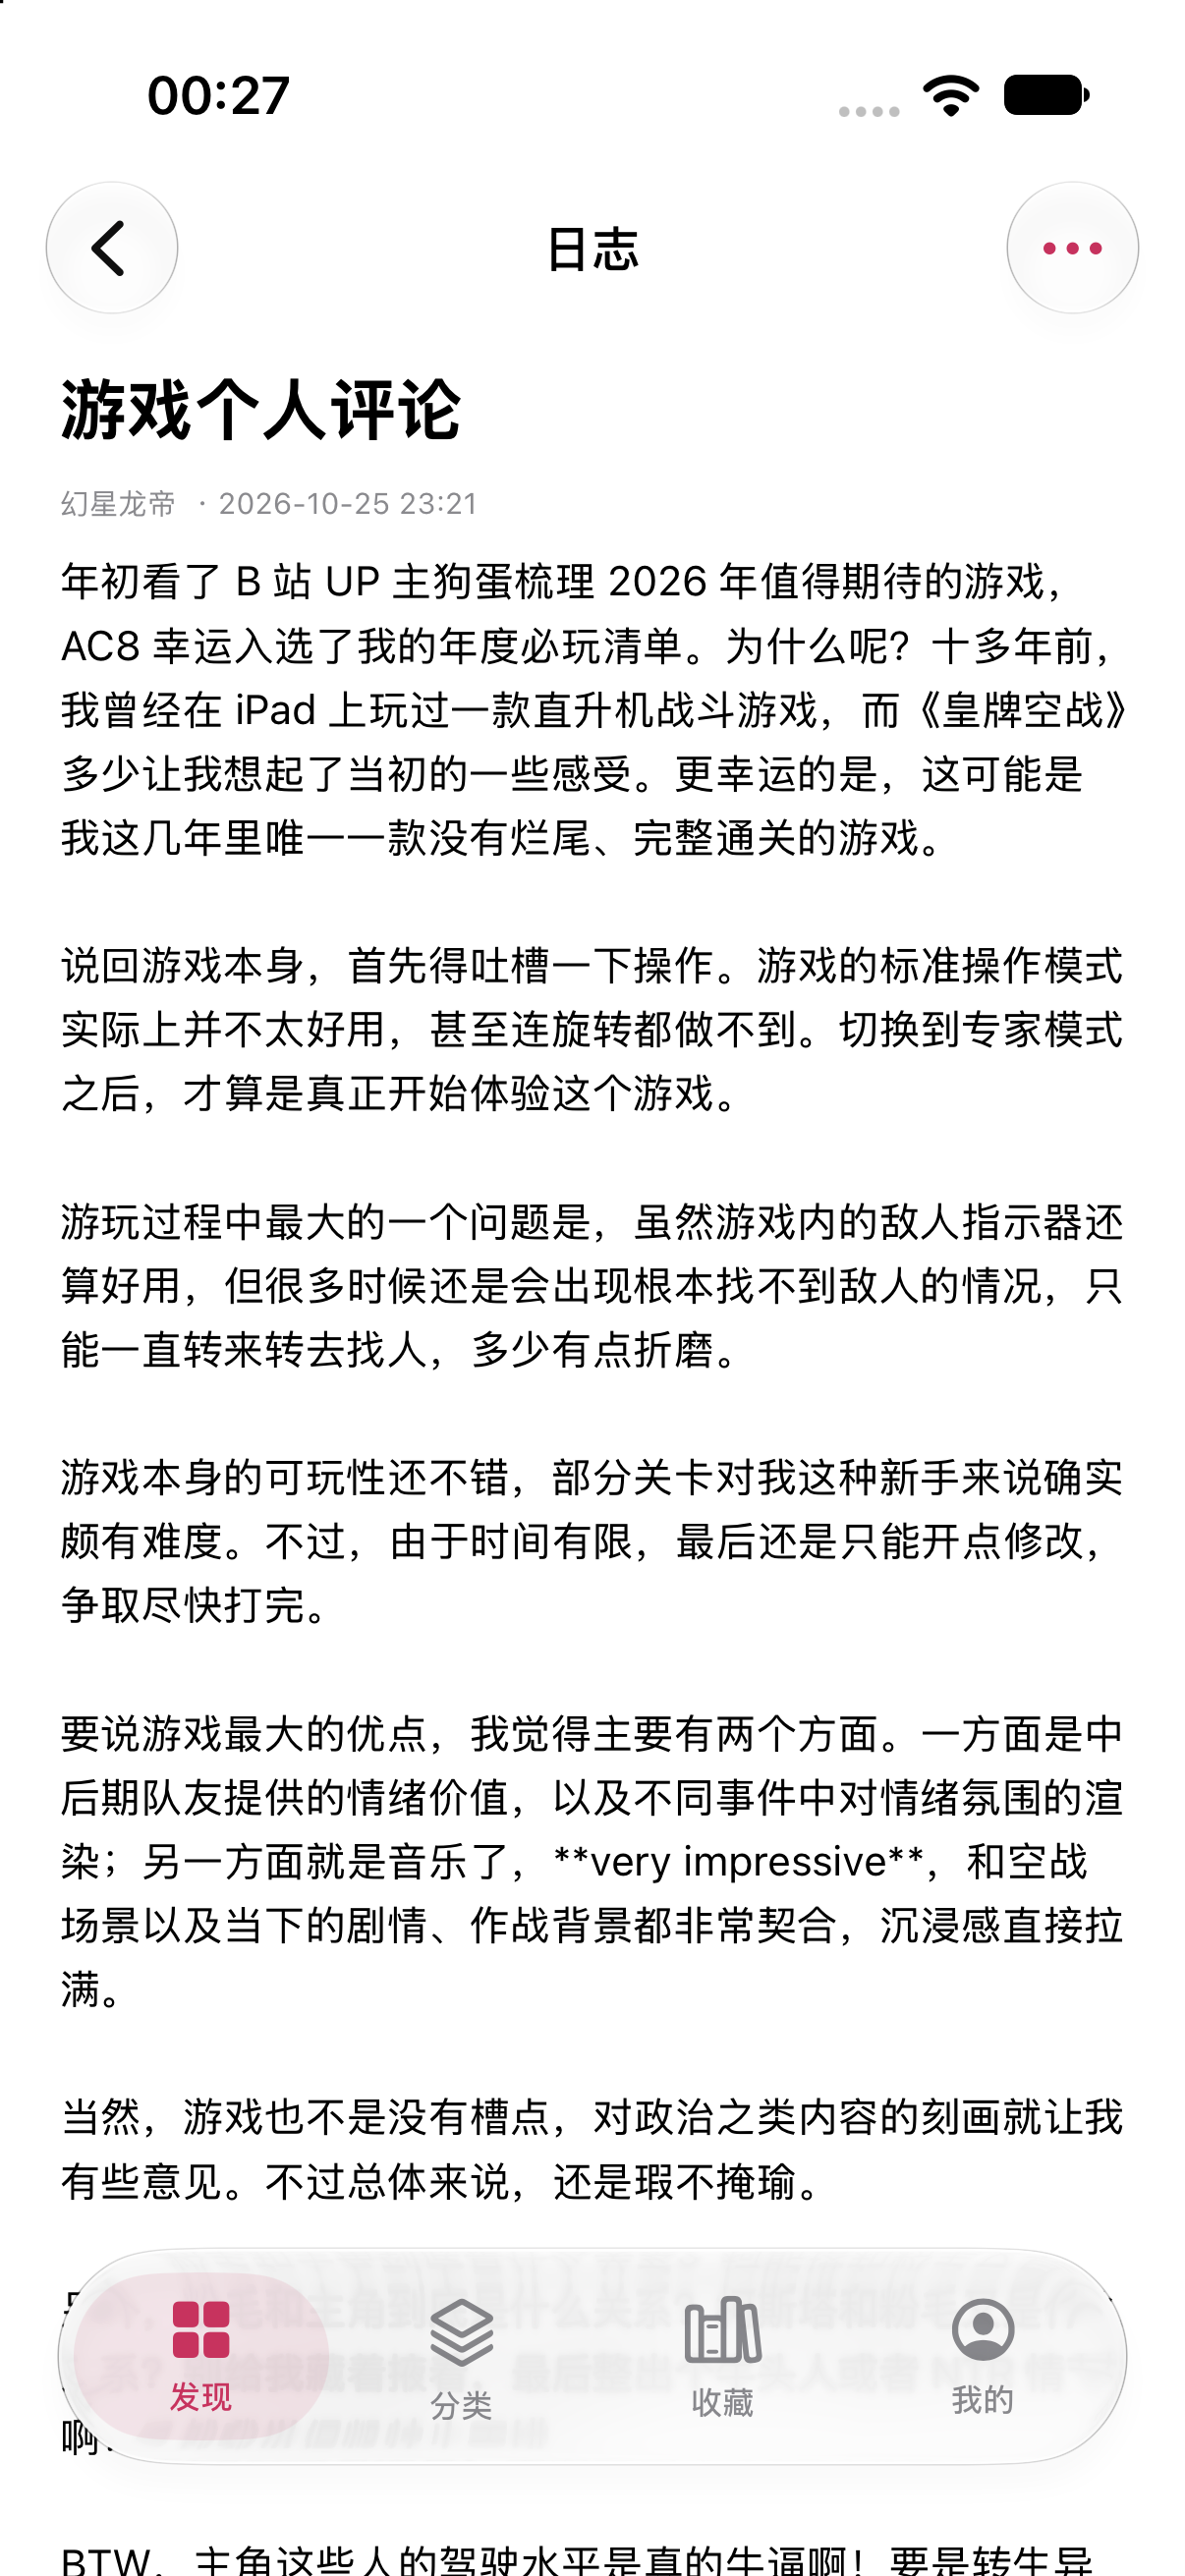 00:27
日志
游戏个人评论
幻星龙帝 · 2026-10-25 23:21
年初看了 B 站 UP 主狗蛋梳理 2026 年值得期待的游戏，
AC8 幸运入选了我的年度必玩清单。为什么呢？十多年前，
我曾经在 iPad 上玩过一款直升机战斗游戏，而《皇牌空战》
多少让我想起了当初的一些感受。更幸运的是，这可能是
我这几年里唯一一款没有烂尾、完整通关的游戏。
说回游戏本身，首先得吐槽一下操作。游戏的标准操作模式
实际上并不太好用，甚至连旋转都做不到。切换到专家模式
之后，才算是真正开始体验这个游戏。
游玩过程中最大的一个问题是，虽然游戏内的敌人指示器还
算好用，但很多时候还是会出现根本找不到敌人的情况，只
能一直转来转去找人，多少有点折磨。
游戏本身的可玩性还不错，部分关卡对我这种新手来说确实
颇有难度。不过，由于时间有限，最后还是只能开点修改，
争取尽快打完。
要说游戏最大的优点，我觉得主要有两个方面。一方面是中
后期队友提供的情绪价值，以及不同事件中对情绪氛围的渲
染；另一方面就是音乐了，**very impressive**，和空战
场景以及当下的剧情、作战背景都非常契合，沉浸感直接拉
满。
当然，游戏也不是没有槽点，对政治之类内容的刻画就让我
有些意见。不过总体来说，还是瑕不掩瑜。
啊
发现
分类
收藏
我的
BTW，主角这些人的驾驶水平是真的牛逼啊！要是转生异